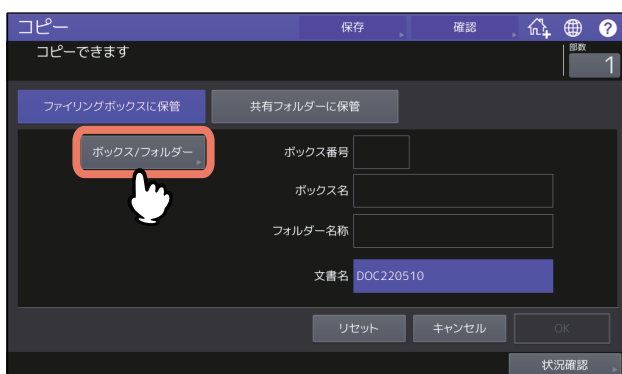 コピー
保存
確認
?
コピーできます
部数
1
ファイリングボックスに保管
共有フォルダーに保管
ボックス/フォルダー
ボックス番号
ボックス名
フォルダー名称
文書名 DOC220510
リセット
キャンセル
OK
状況確認